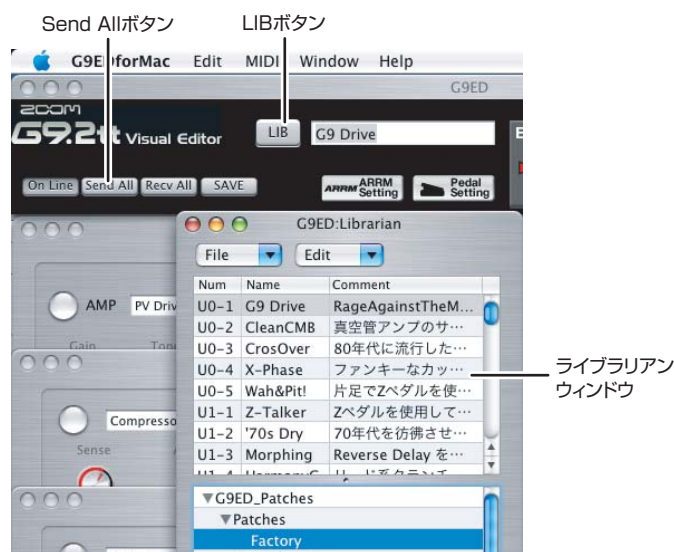 Send Allボタン
LIBボタン
G9EDforMac Edit MIDI Window Help
G9ED
ZOOM
G9.2tt Visual Editor
LIB
G9 Drive
On Line
Send All
Recv All
SAVE
ARRM ARRM Setting
Pedal Setting
G9ED:Librarian
File
Edit
Num Name Comment
U0-1 G9 Drive RageAgainstTheM...
U0-2 CleanCMB 真空管アンプのサ…
U0-3 CrosOver 80年代に流行した…
U0-4 X-Phase ファンキーなカッ…
U0-5 Wah&Pit! 片足でZペダルを使…
U1-1 Z-Talker Zペダルを使用して…
U1-2 '70s Dry 70年代を彷彿させ…
U1-3 Morphing Reverse Delay を…
AMP
PV Driv
Gain
Tone
Compresso
Sense
ライブラリアン
ウィンドウ
▼G9ED_Patches
▼Patches
Factory